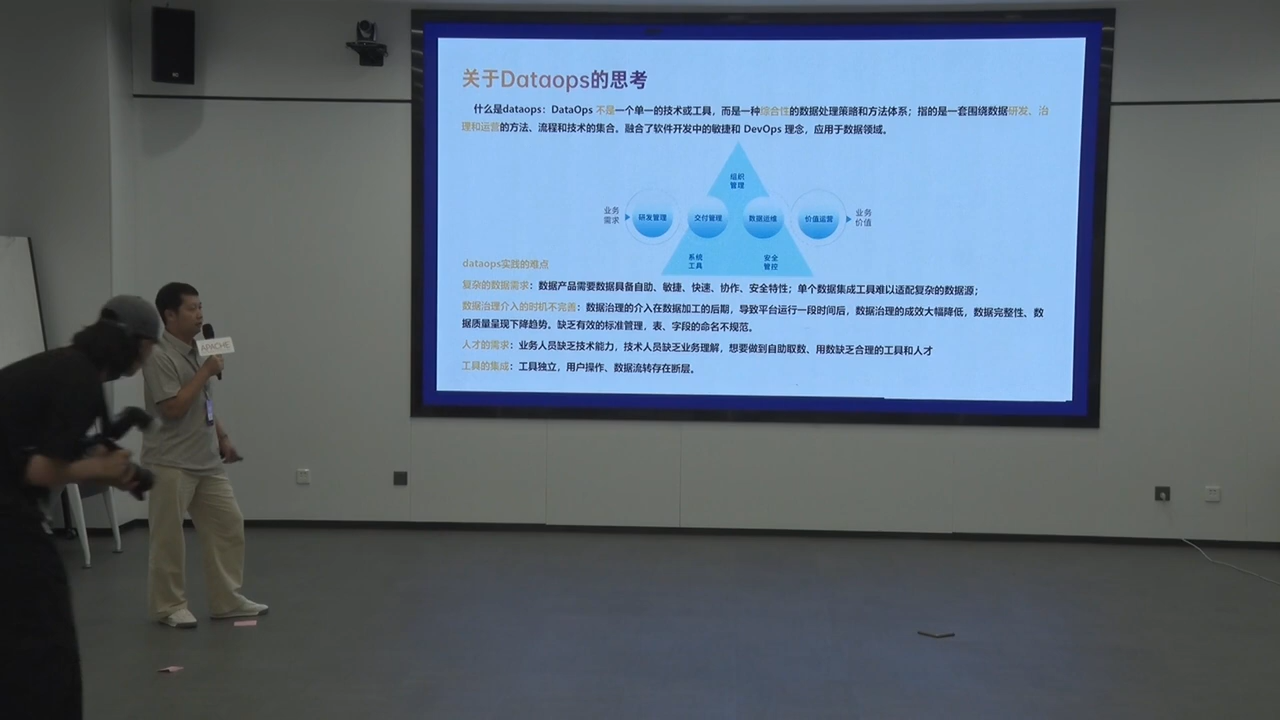 关于Dataops的思考
什么是dataops：DataOps 不是一个单一的技术或工具，而是一种综合性的数据处理策略和方法体系；指的是一套围绕数据研发、治
理和运营的方法、流程和技术的集合。融合了软件开发中的敏捷和 DevOps 理念，应用于数据领域。
组织
管理
业务
需求
研发管理
交付管理
数据运维
价值运营
业务
价值
系统
工具
安全
管控
dataops实践的难点
复杂的数据需求：数据产品需要数据具备自助、敏捷、快速、协作、安全特性；单个数据集成工具难以适配复杂的数据源；
数据治理介入的时机不完善：数据治理的介入在数据加工的后期，导致平台运行一段时间后，数据治理的成效大幅降低，数据完整性、数
据质量呈现下降趋势。缺乏有效的标准管理，表、字段的命名不规范。
人才的需求：业务人员缺乏技术能力，技术人员缺乏业务理解，想要做到自助取数、用数缺乏合理的工具和人才
工具的集成：工具独立，用户操作、数据流转存在断层。
APACHE